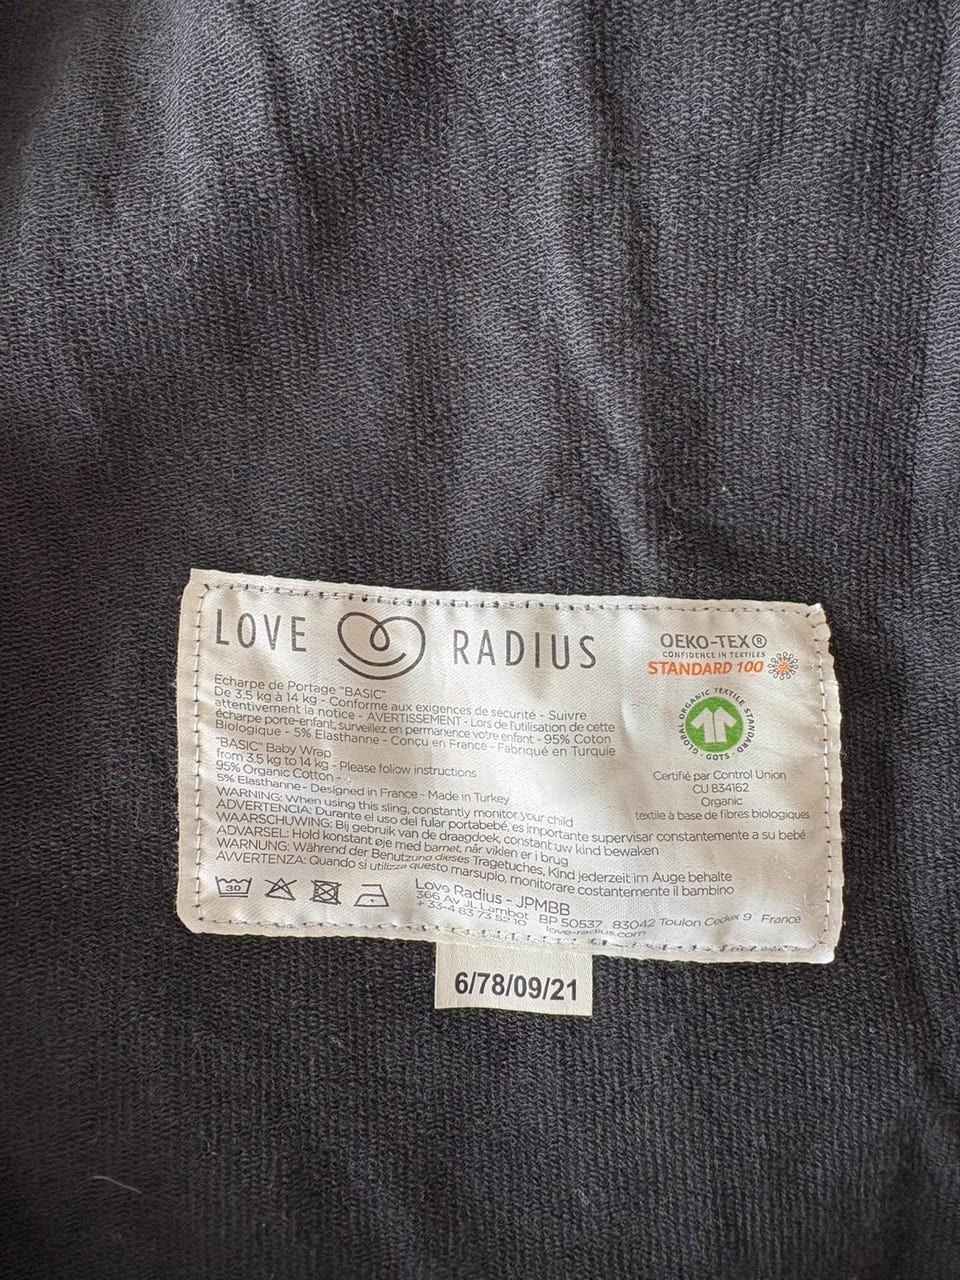 LOVE RADIUS
OEKO-TEX®
CONFIDENCE IN TEXTILES
STANDARD 100
GLOBAL ORGANIC TEXTILE STANDARD · GOTS ·
Echarpe de Portage "BASIC"
De 3,5 kg à 14 kg - Conforme aux exigences de sécurité - Suivre
attentivement la notice - AVERTISSEMENT - Lors de l'utilisation de cette
écharpe porte-enfant, surveillez en permanence votre enfant - 95% Coton
Biologique - 5% Elasthanne - Conçu en France - Fabriqué en Turquie
"BASIC" Baby Wrap
from 3,5 kg to 14 kg - Please follow instructions
95% Organic Cotton -
5% Elasthanne - Designed in France - Made in Turkey
Certifié par Control Union
CU 834162
Organic
textile à base de fibres biologiques
WARNING: When using this sling, constantly monitor your child
ADVERTENCIA: Durante el uso del fular portabebé, es importante supervisar constantemente a su bebé
WAARSCHUWING: Bij gebruik van de draagdoek, constant uw kind bewaken
ADVARSEL: Hold konstant øje med barnet, når viklen er i brug
WARNUNG: Während der Benutzung dieses Tragetuches, Kind jederzeit im Auge behalte
AVVERTENZA: Quando si utilizza questo marsupio, monitorare costantemente il bambino
30
Love Radius - JPMBB
366 Av JL Lambot BP 50537 83042 Toulon Cedex 9 France
+ 33-4 83 73 52 10 love-radius.com
6/78/09/21